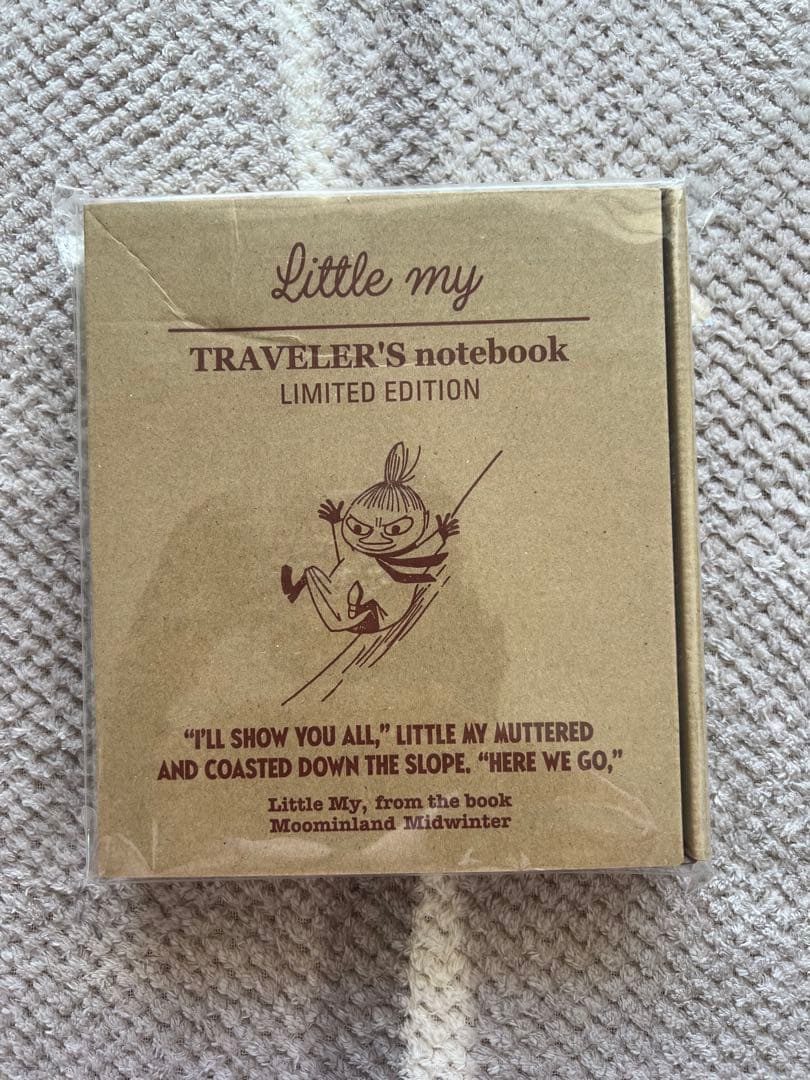 Little my
TRAVELER'S notebook
LIMITED EDITION
“I'LL SHOW YOU ALL,” LITTLE MY MUTTERED
AND COASTED DOWN THE SLOPE. “HERE WE GO,”
Little My, from the book
Moominland Midwinter